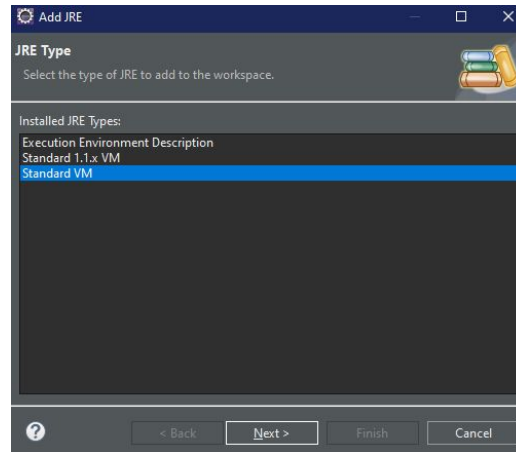 Add JRE
JRE Type
Select the type of JRE to add to the workspace.
Installed JRE Types:
Execution Environment Description
Standard 1.1.x VM
Standard VM
?
< Back Next > Finish Cancel